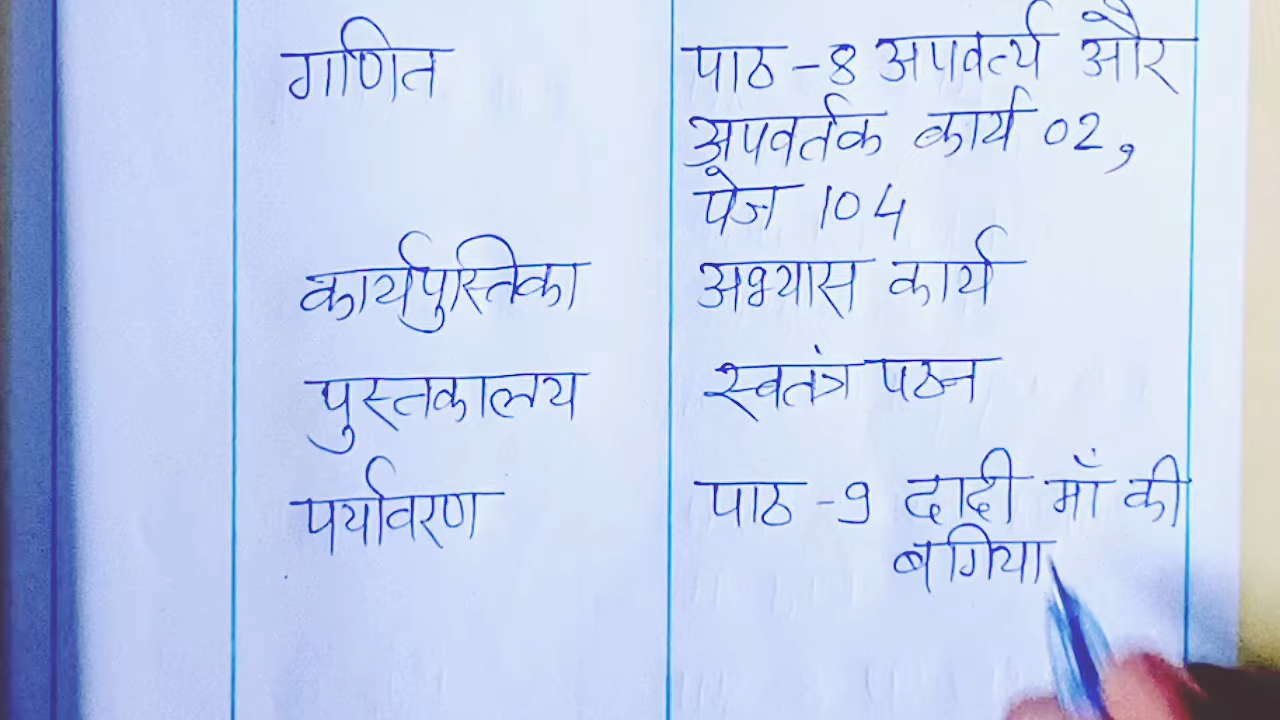 गणित पाठ -8 अपवर्त्य और
अपवर्तक कार्य 02,
पेज 104
कार्यपुस्तिका अभ्यास कार्य
पुस्तकालय स्वतंत्र पठन
पर्यावरण पाठ -9 दादी माँ की
बगिया